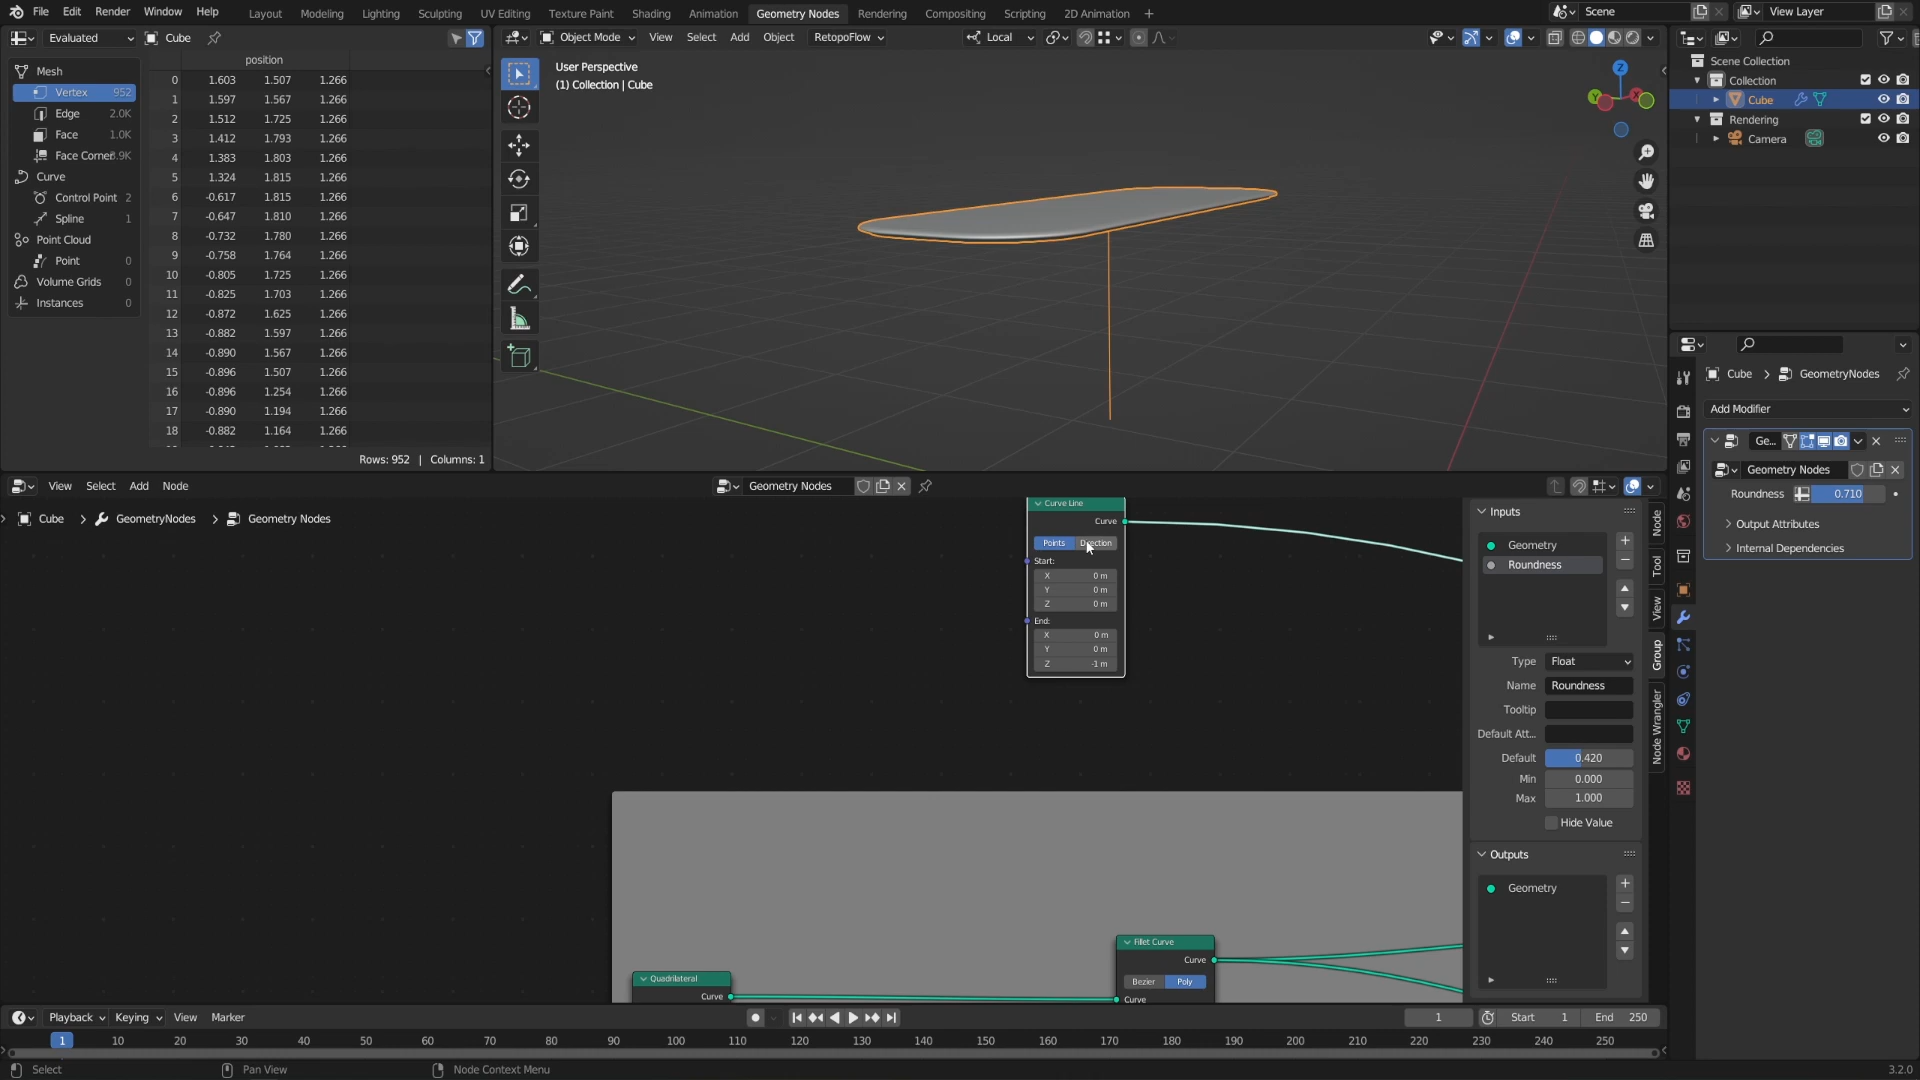 File Edit Render Window Help Layout Modeling Lighting Sculpting UV Editing Texture Paint Shading Animation Geometry Nodes Rendering Compositing Scripting 2D Animation + Scene View Layer
Evaluated Cube
position
Mesh
Vertex 952
Edge 2.0K
Face 1.0K
Face Corner 3.9K
Curve
Control Point 2
Spline 1
Point Cloud
Point 0
Volume Grids 0
Instances 0
0 1.603 1.507 1.266
1 1.597 1.567 1.266
2 1.512 1.725 1.266
3 1.412 1.793 1.266
4 1.383 1.803 1.266
5 1.324 1.815 1.266
6 -0.617 1.815 1.266
7 -0.647 1.810 1.266
8 -0.732 1.780 1.266
9 -0.758 1.764 1.266
10 -0.805 1.725 1.266
11 -0.825 1.703 1.266
12 -0.872 1.625 1.266
13 -0.882 1.597 1.266
14 -0.890 1.567 1.266
15 -0.896 1.507 1.266
16 -0.896 1.254 1.266
17 -0.890 1.194 1.266
18 -0.882 1.164 1.266
Rows: 952 | Columns: 1
Object Mode View Select Add Object RetopoFlow Local
User Perspective
(1) Collection | Cube
Z
Y
X
Scene Collection
Collection
Cube
Rendering
Camera
Cube > GeometryNodes
Add Modifier
Ge...
Geometry Nodes
Roundness 0.710
Output Attributes
Internal Dependencies
View Select Add Node Geometry Nodes
Cube > GeometryNodes > Geometry Nodes
Curve Line
Curve
Points Direction
Start:
X 0 m
Y 0 m
Z 0 m
End:
X 0 m
Y 0 m
Z -1 m
Quadrilateral
Curve
Fillet Curve
Curve
Bezier Poly
Curve
Inputs
Geometry
Roundness
Type Float
Name Roundness
Tooltip
Default Att...
Default 0.420
Min 0.000
Max 1.000
Hide Value
Outputs
Geometry
Node
Tool
View
Group
Node Wrangler
Playback Keying View Marker 1 Start 1 End 250
1 10 20 30 40 50 60 70 80 90 100 110 120 130 140 150 160 170 180 190 200 210 220 230 240 250
Select Pan View Node Context Menu 3.2.0